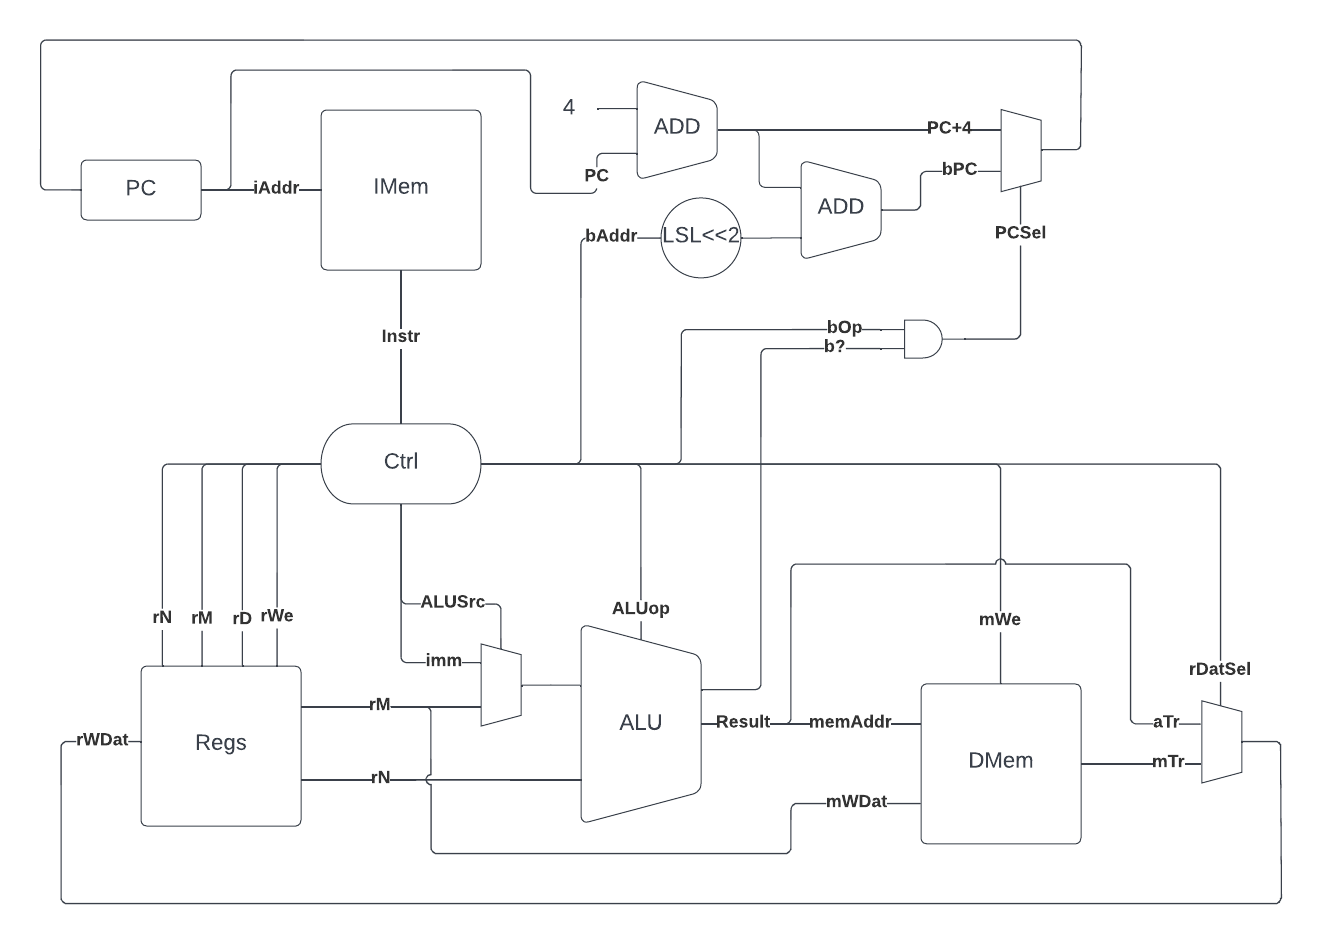 4
ADD
PC+4
PC
iAddr
IMem
PC
bPC
ADD
bAddr
LSL<<2
PCSel
bOp
Instr
b?
Ctrl
ALUSrc
ALUop
rN
rM
rD
rWe
mWe
imm
rDatSel
rM
Regs
rWDat
ALU
Result
memAddr
aTr
DMem
mTr
rN
mWDat